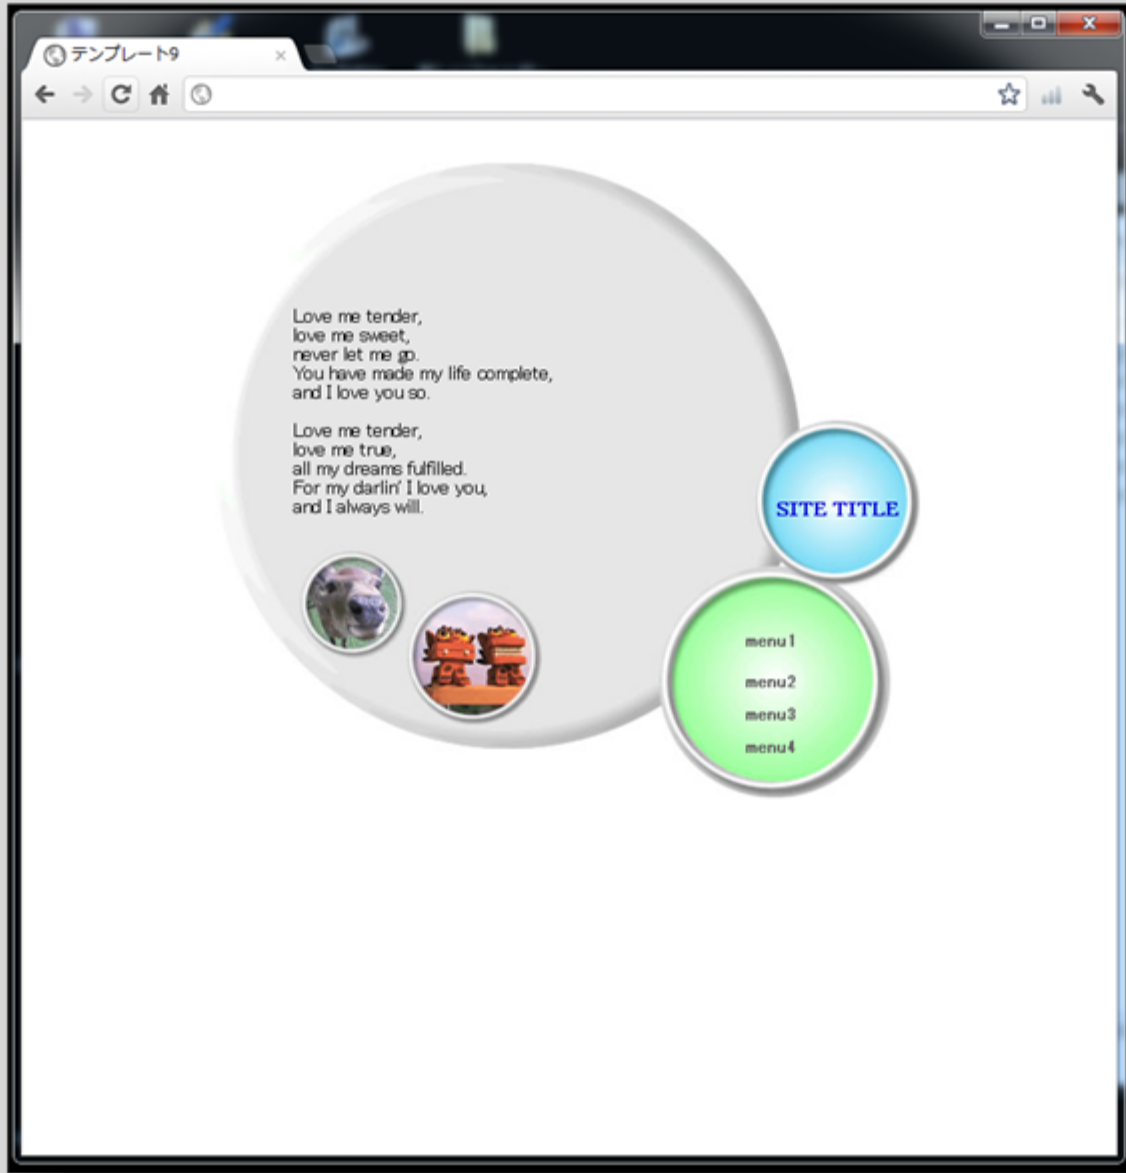 テンプレート9
Love me tender,
love me sweet,
never let me go.
You have made my life complete,
and I love you so.
Love me tender,
love me true,
all my dreams fulfilled.
For my darlin' I love you,
and I always will.
SITE TITLE
menu1
menu2
menu3
menu4